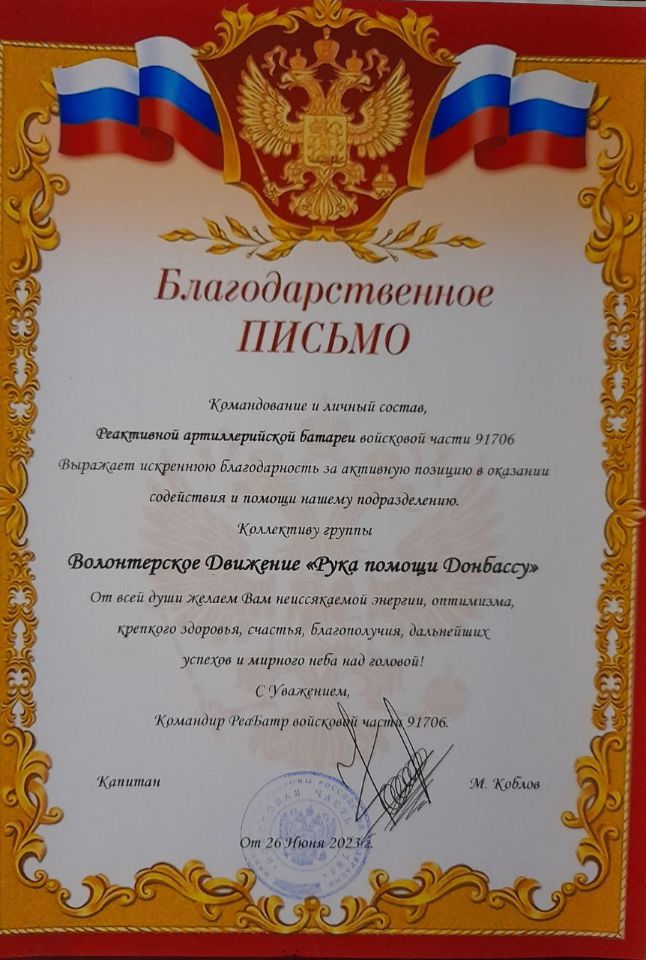 Благодарственное
ПИСЬМО
Командование и личный состав,
Реактивной артиллерийской батареи войсковой части 91706
Выражает искреннюю благодарность за активную позицию в оказании
содействия и помощи нашему подразделению.
Коллективу группы
Волонтерское Движение «Рука помощи Донбассу»
От всей души желаем Вам неиссякаемой энергии, оптимизма,
крепкого здоровья, счастья, благополучия, дальнейших
успехов и мирного неба над головой!
С Уважением,
Командир РеаБатр войсковой части 91706.
Капитан
М. Коблов
От 26 Июня 2023 г.